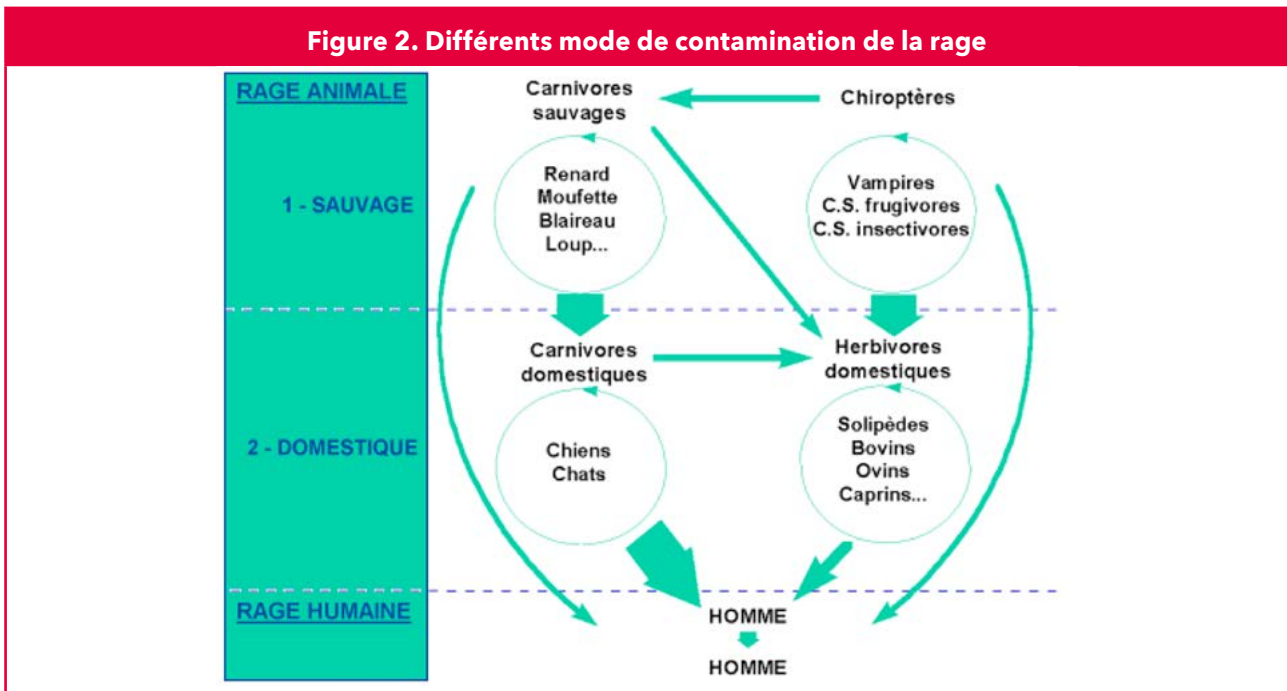 Figure 2. Différents mode de contamination de la rage
RAGE ANIMALE
1 - SAUVAGE
2 - DOMESTIQUE
RAGE HUMAINE
Carnivores
sauvages
Chiroptères
Renard
Moufette
Blaireau
Loup...
Vampires
C.S. frugivores
C.S. insectivores
Carnivores
domestiques
Herbivores
domestiques
Chiens
Chats
Solipèdes
Bovins
Ovins
Caprins...
HOMME
HOMME